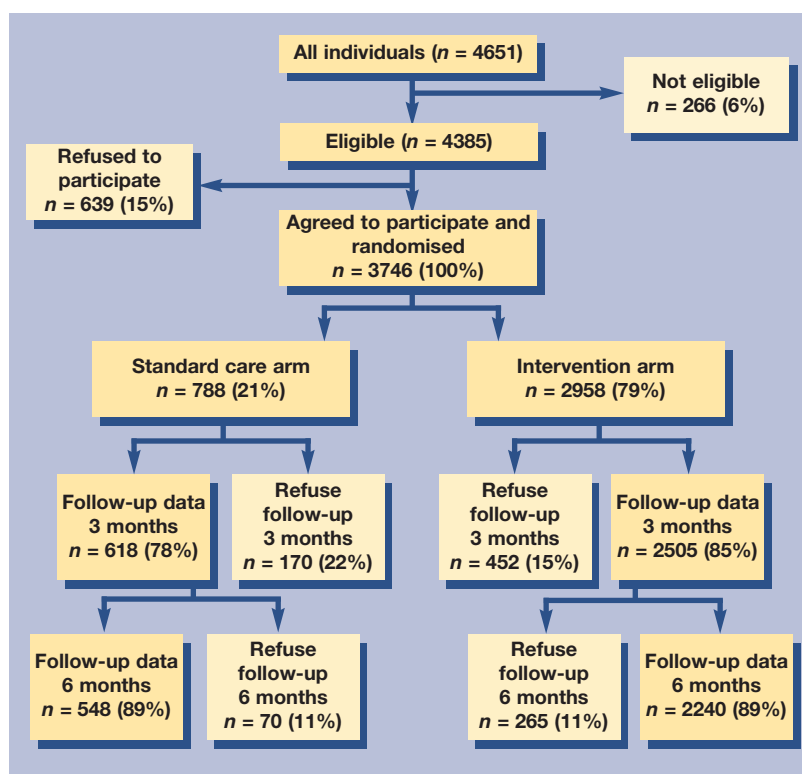 All individuals (n = 4651)
Not eligible
n = 266 (6%)
Eligible (n = 4385)
Refused to
participate
n = 639 (15%)
Agreed to participate and
randomised
n = 3746 (100%)
Standard care arm
n = 788 (21%)
Intervention arm
n = 2958 (79%)
Follow-up data
3 months
n = 618 (78%)
Refuse
follow-up
3 months
n = 170 (22%)
Refuse
follow-up
3 months
n = 452 (15%)
Follow-up data
3 months
n = 2505 (85%)
Follow-up data
6 months
n = 548 (89%)
Refuse
follow-up
6 months
n = 70 (11%)
Refuse
follow-up
6 months
n = 265 (11%)
Follow-up data
6 months
n = 2240 (89%)